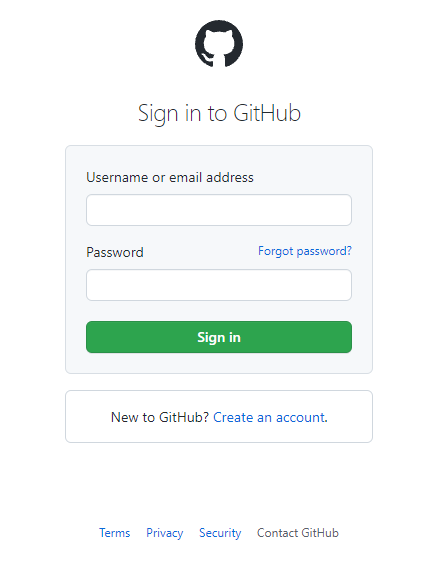 Sign in to GitHub
Username or email address
Password Forgot password?
Sign in
New to GitHub? Create an account.
Terms Privacy Security Contact GitHub